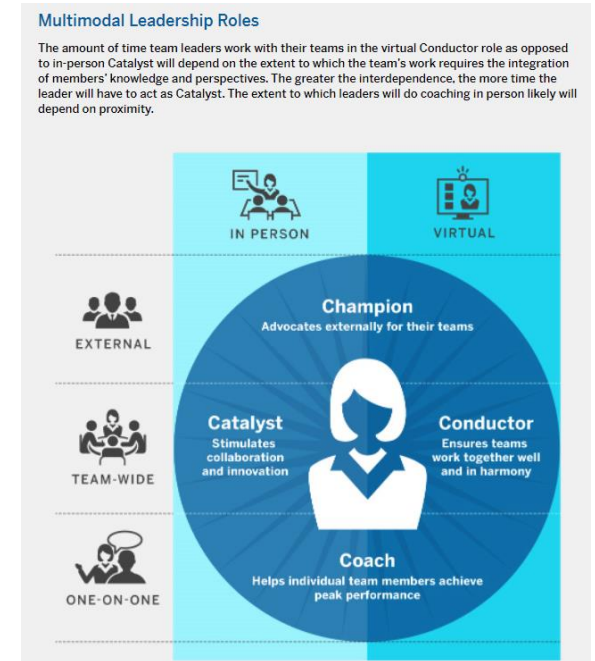 Multimodal Leadership Roles
The amount of time team leaders work with their teams in the virtual Conductor role as opposed
to in-person Catalyst will depend on the extent to which the team's work requires the integration
of members' knowledge and perspectives. The greater the interdependence, the more time the
leader will have to act as Catalyst. The extent to which leaders will do coaching in person likely will
depend on proximity.
IN PERSON
VIRTUAL
EXTERNAL
Champion
Advocates externally for their teams
TEAM-WIDE
Catalyst
Stimulates
collaboration
and innovation
Conductor
Ensures teams
work together well
and in harmony
ONE-ON-ONE
Coach
Helps individual team members achieve
peak performance